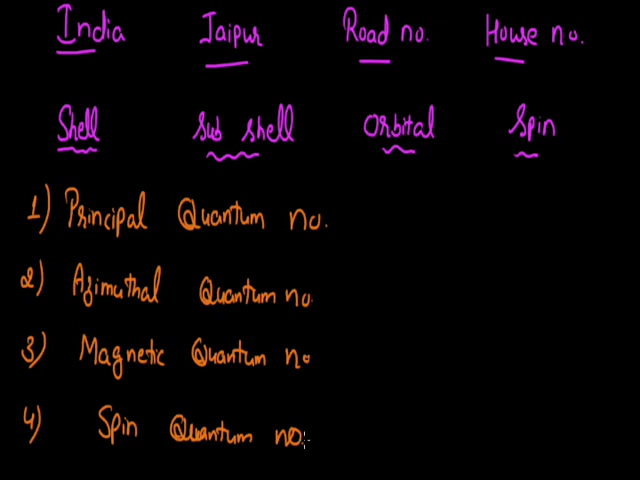 India Jaipur Road no. House no.
Shell Sub shell Orbital Spin
1) Principal Quantum no.
2) Azimuthal Quantum no.
3) Magnetic Quantum no
4) Spin Quantum no.